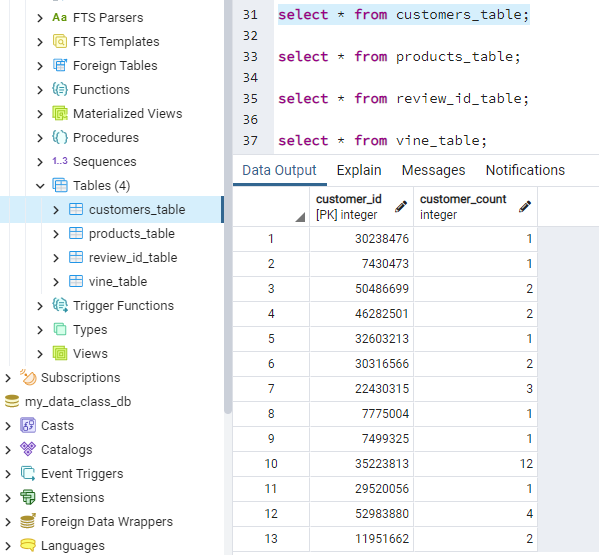 FTS Parsers
FTS Templates
Foreign Tables
Functions
Materialized Views
Procedures
1..3 Sequences
Tables (4)
customers_table
products_table
review_id_table
vine_table
Trigger Functions
Types
Views
Subscriptions
my_data_class_db
Casts
Catalogs
Event Triggers
Extensions
Foreign Data Wrappers
Languages
31 select * from customers_table;
32
33 select * from products_table;
34
35 select * from review_id_table;
36
37 select * from vine_table;
Data Output Explain Messages Notifications
customer_id customer_count
[PK] integer integer
1 30238476 1
2 7430473 1
3 50486699 2
4 46282501 2
5 32603213 1
6 30316566 2
7 22430315 3
8 7775004 1
9 7499325 1
10 35223813 12
11 29520056 1
12 52983880 4
13 11951662 2